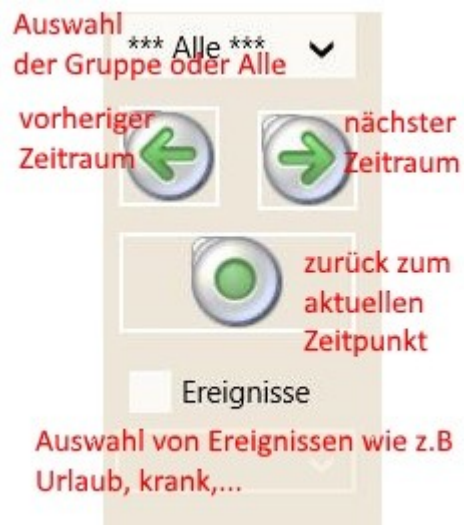 Auswahl
*** Alle ***
der Gruppe oder Alle
vorheriger
Zeitraum
nächster
Zeitraum
zurück zum
aktuellen
Zeitpunkt
Ereignisse
Auswahl von Ereignissen wie z.B
Urlaub, krank,...